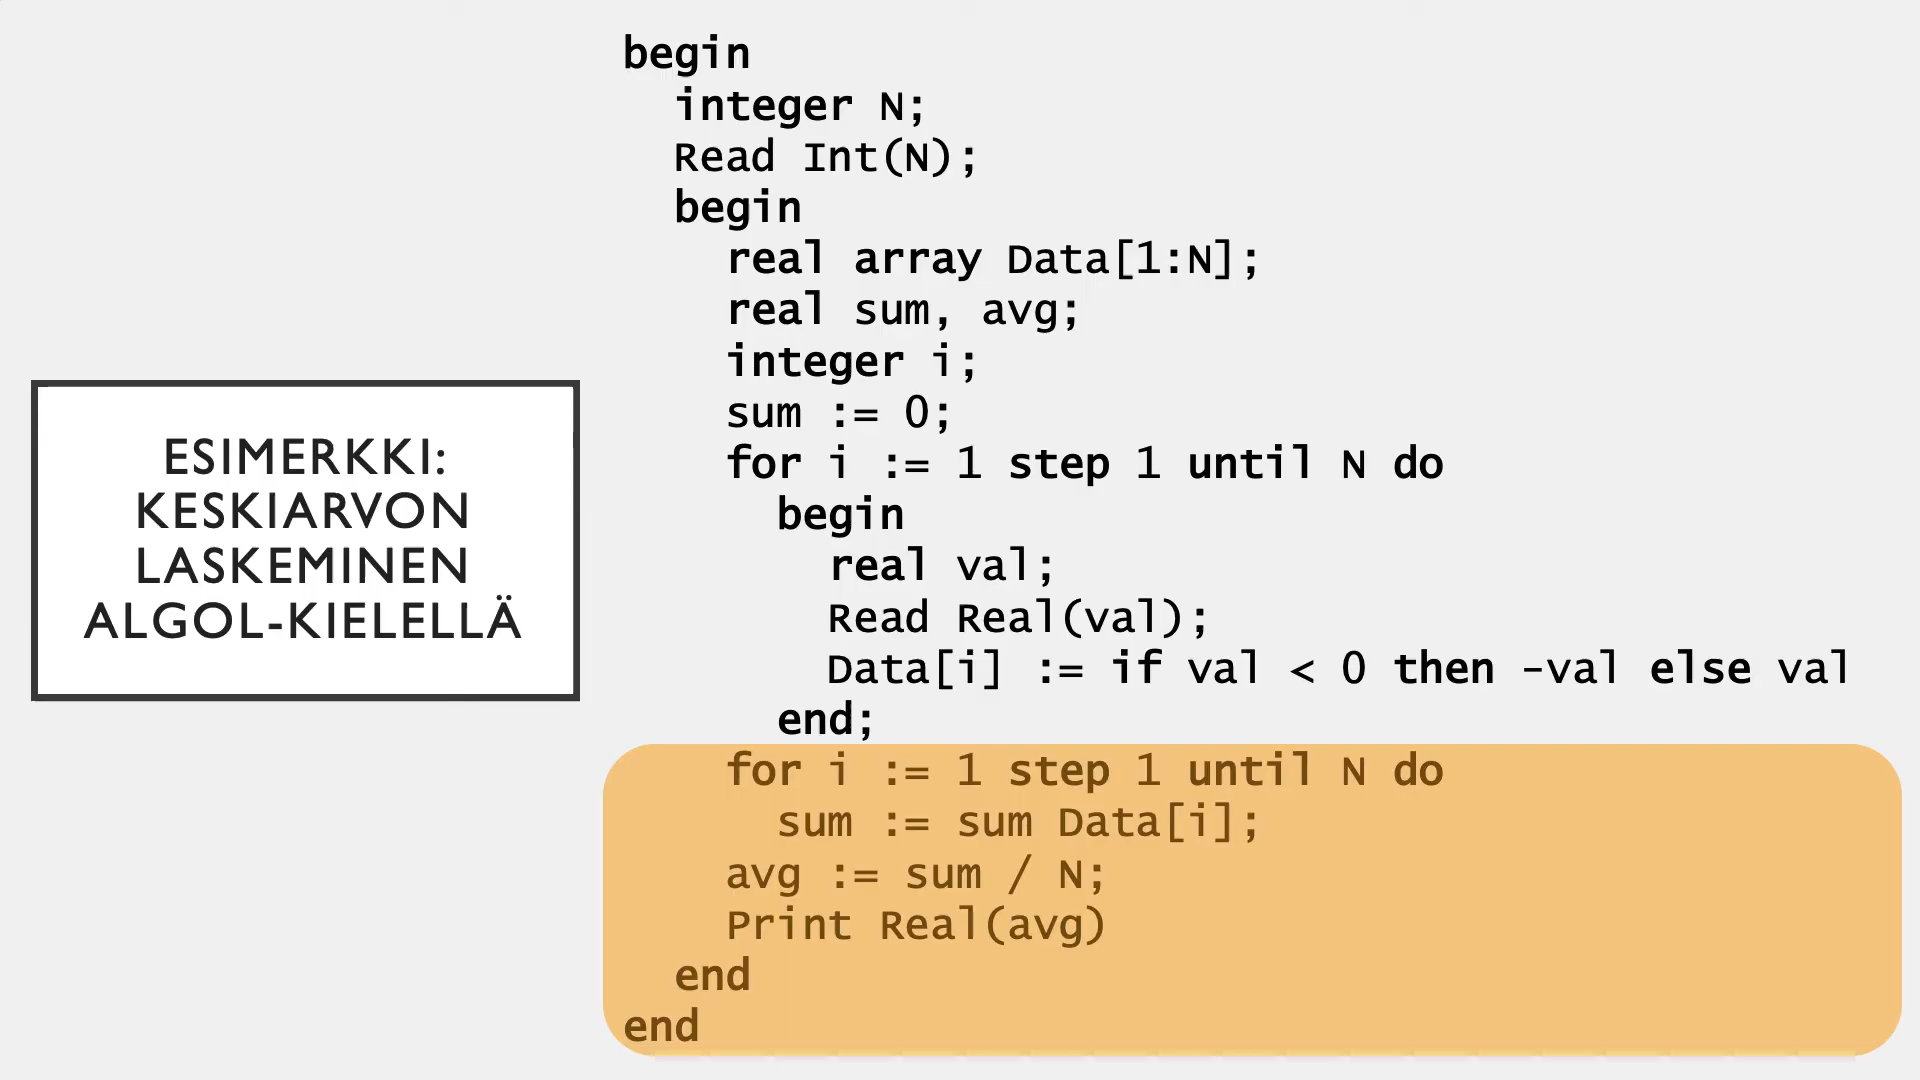 ESIMERKKI:
KESKIARVON
LASKEMINEN
ALGOL-KIELELLÄ
begin
integer N;
Read Int(N);
begin
real array Data[1:N];
real sum, avg;
integer i;
sum := 0;
for i := 1 step 1 until N do
begin
real val;
Read Real(val);
Data[i] := if val < 0 then -val else val
end;
for i := 1 step 1 until N do
sum := sum Data[i];
avg := sum / N;
Print Real(avg)
end
end